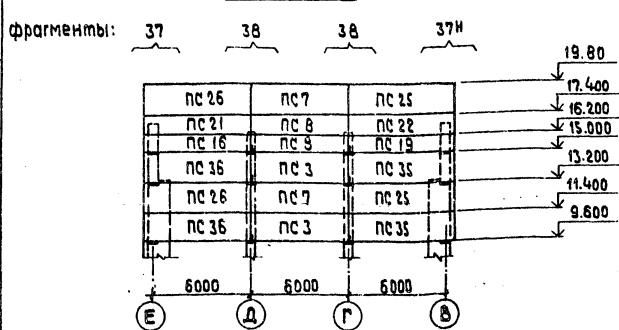 фрагменты: 37 38 38 37Н
19.80
17.400
ПС 26 ПС 7 ПС 25
16.200
ПС 21 ПС 8 ПС 22
15.000
ПС 16 ПС 9 ПС 19
13.200
ПС 36 ПС 3 ПС 35
11.400
ПС 26 ПС 7 ПС 25
9.600
ПС 36 ПС 3 ПС 35
6000 6000 6000
Е Д Г В